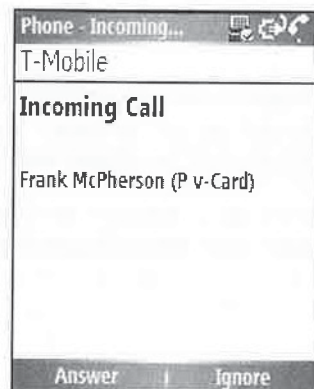 Phone - Incoming...
T-Mobile
Incoming Call
Frank McPherson (P v-Card)
Answer
Ignore